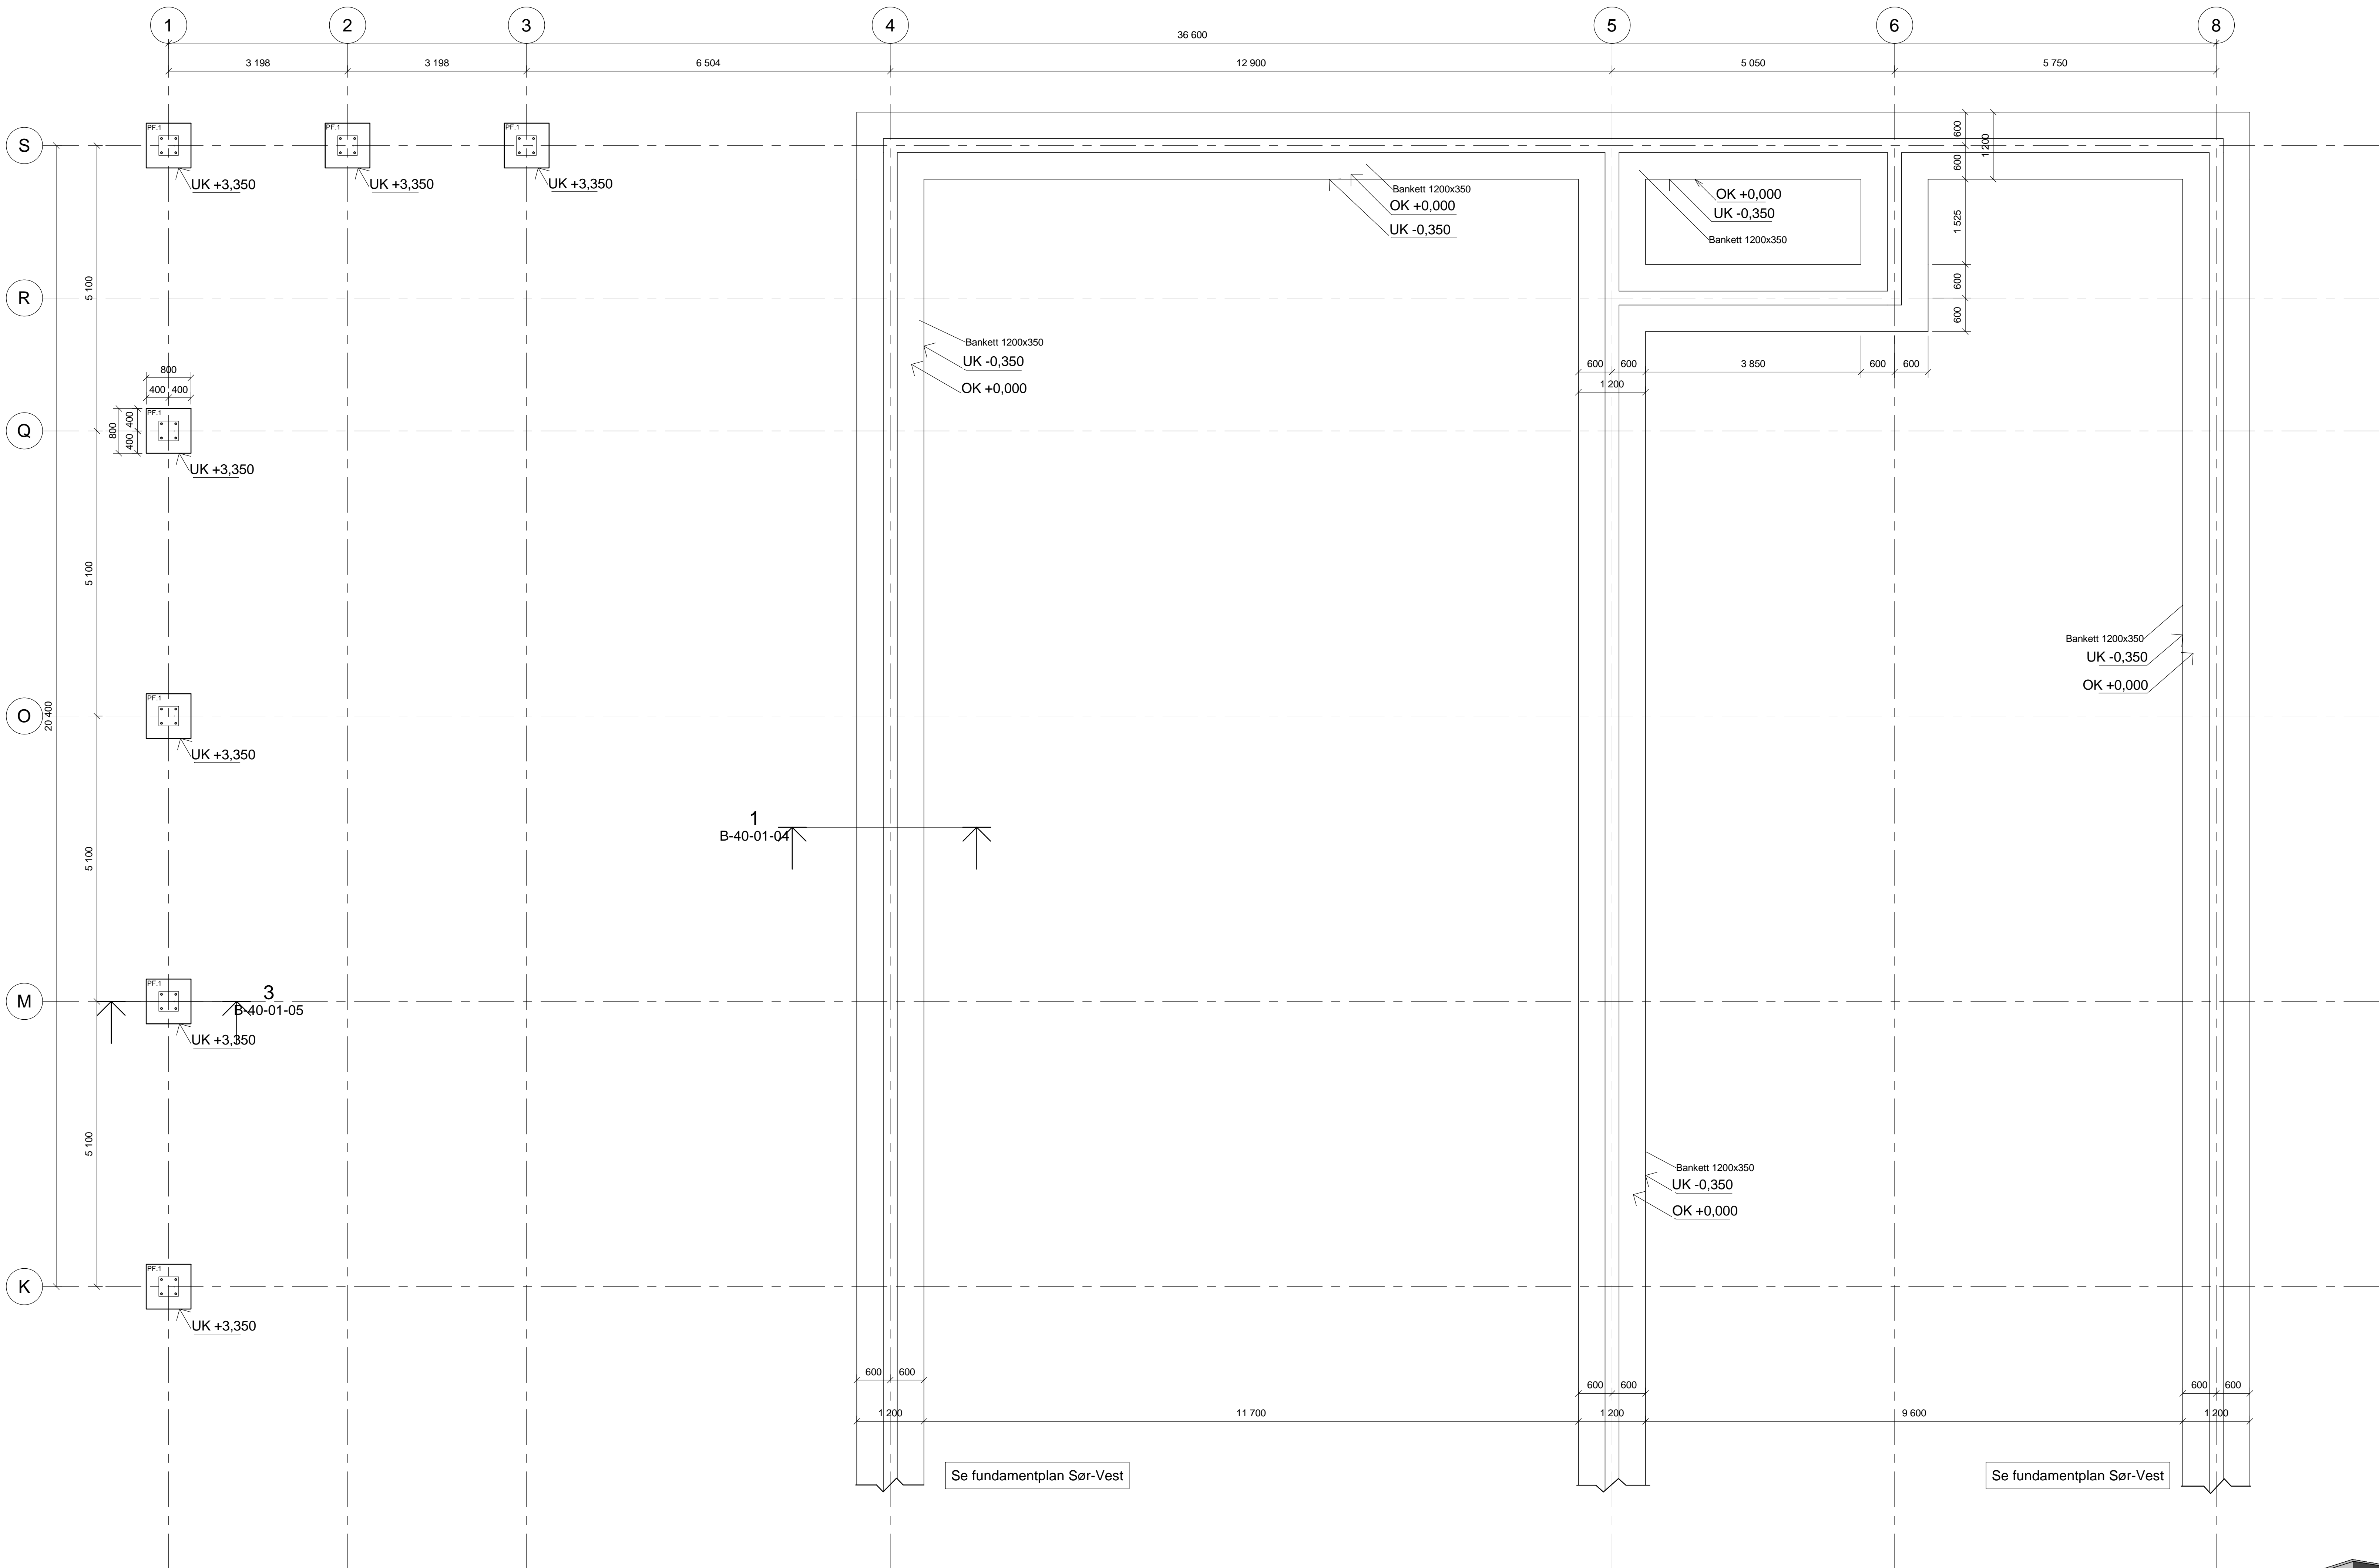 1
2
3
4
5
6
8
36 600
3 198
3 198
6 504
12 900
5 050
5 750
S
PF.1
PF.1
PF.1
UK +3,350
UK +3,350
UK +3,350
Bankett 1200x350
OK +0,000
UK -0,350
OK +0,000
UK -0,350
Bankett 1200x350
600
600
1 200
1 525
600
600
5 100
R
Bankett 1200x350
UK -0,350
OK +0,000
600
600
3 850
600
600
1 200
800
400
400
PF.1
800
400
400
Q
UK +3,350
5 100
Bankett 1200x350
UK -0,350
OK +0,000
O
20 400
PF.1
UK +3,350
1
B-40-01-04
5 100
M
PF.1
3
B-40-01-05
UK +3,350
5 100
Bankett 1200x350
UK -0,350
OK +0,000
K
PF.1
UK +3,350
600
600
600
600
600
600
1 200
11 700
1 200
9 600
1 200
Se fundamentplan Sør-Vest
Se fundamentplan Sør-Vest